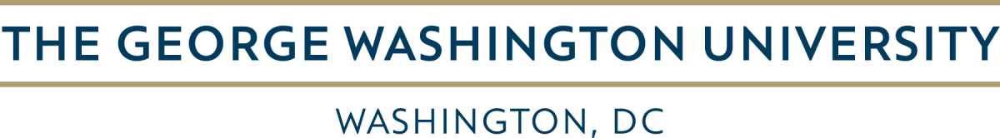 THE GEORGE WASHINGTON UNIVERSITY
WASHINGTON, DC